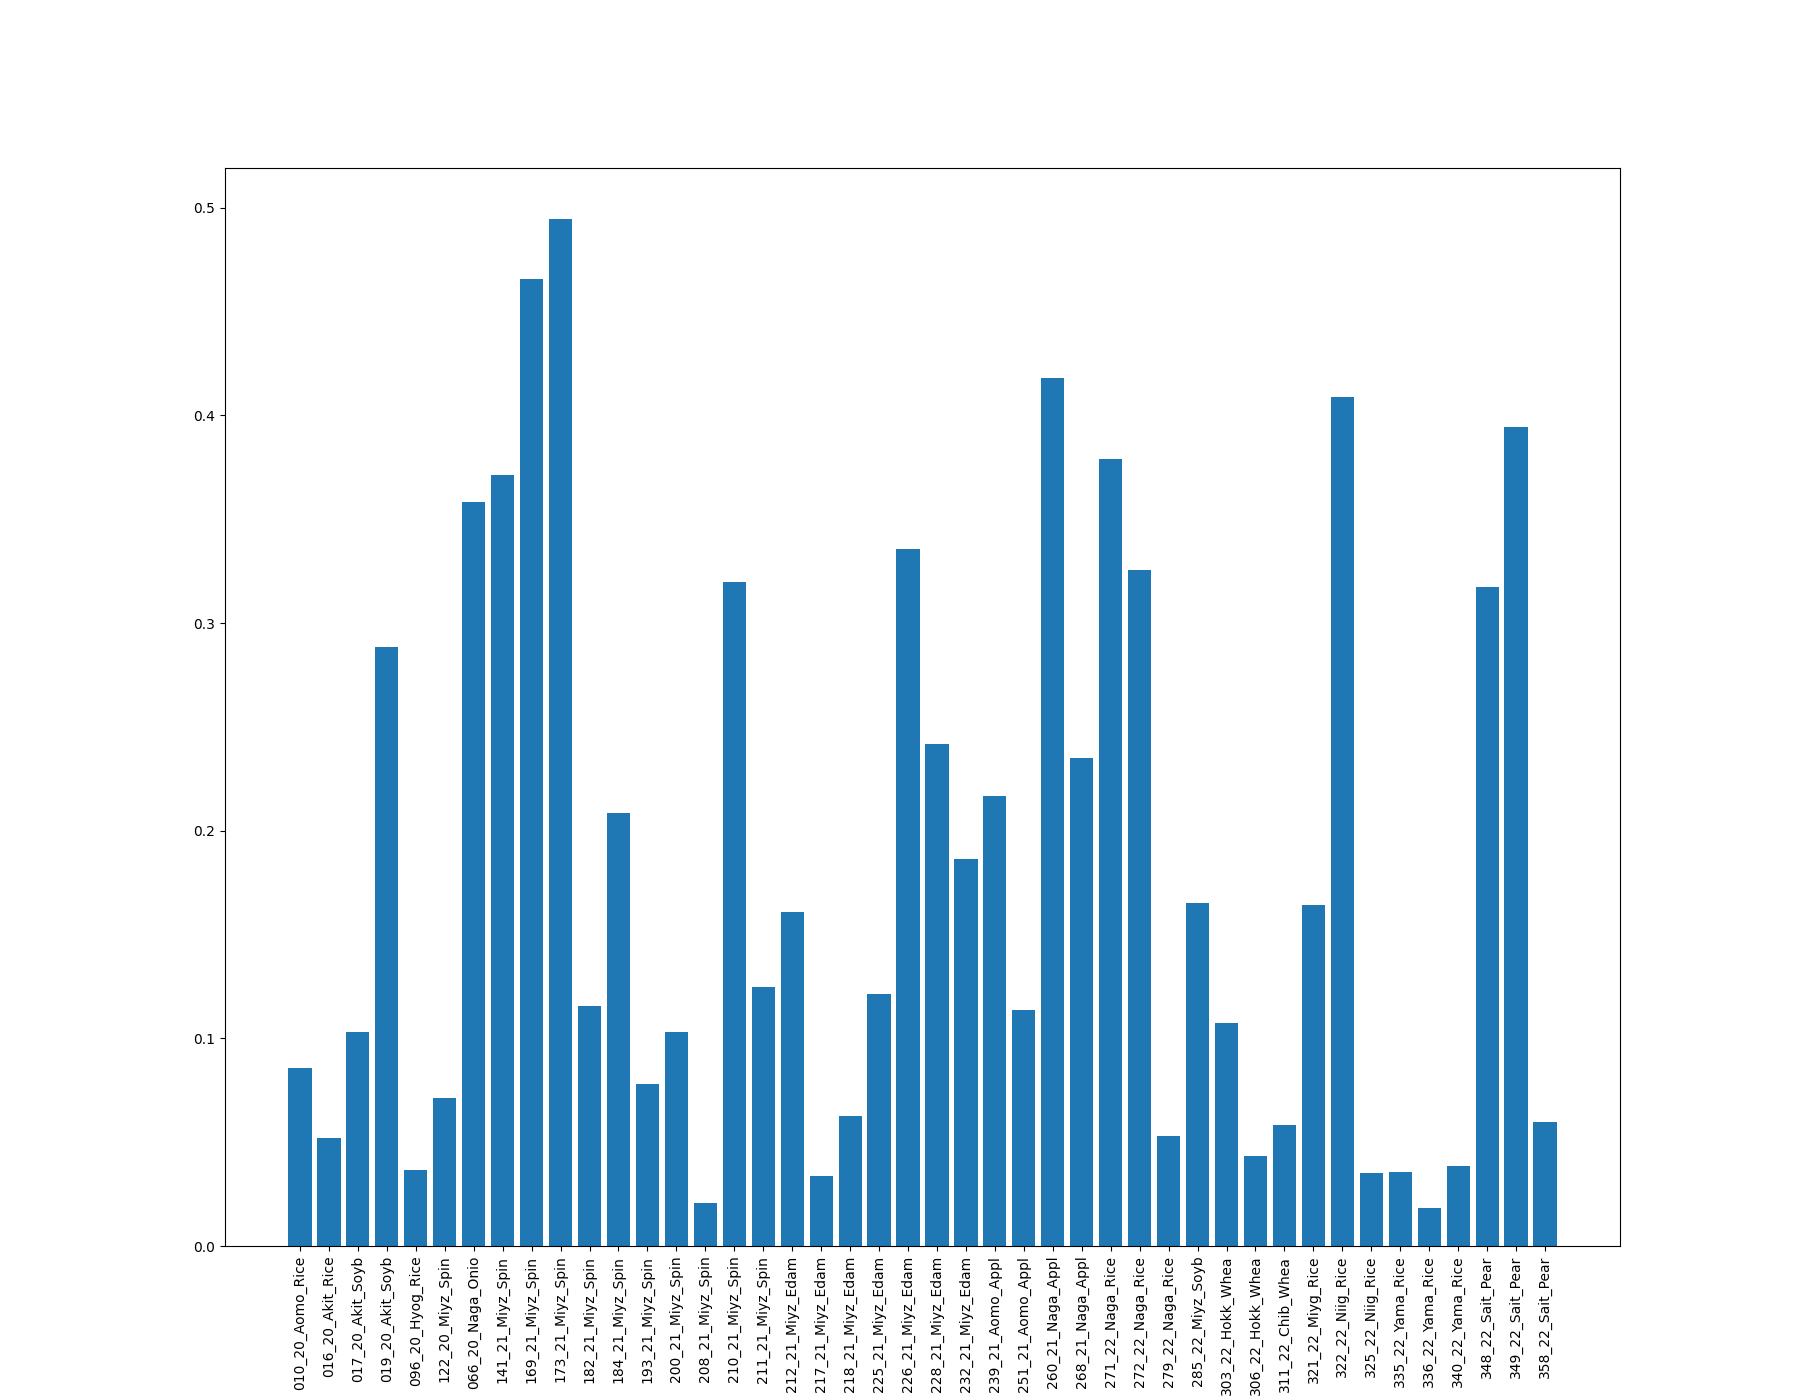 0.5
0.4
0.3
0.2
0.1
0.0
010_20_Aomo_Rice
016_20_Akit_Rice
017_20_Akit_Soyb
019_20_Akit_Soyb
096_20_Hyog_Rice
122_20_Miyz_Spin
066_20_Naga_Onio
141_21_Miyz_Spin
169_21_Miyz_Spin
173_21_Miyz_Spin
182_21_Miyz_Spin
184_21_Miyz_Spin
193_21_Miyz_Spin
200_21_Miyz_Spin
208_21_Miyz_Spin
210_21_Miyz_Spin
211_21_Miyz_Spin
212_21_Miyz_Edam
217_21_Miyz_Edam
218_21_Miyz_Edam
225_21_Miyz_Edam
226_21_Miyz_Edam
228_21_Miyz_Edam
232_21_Miyz_Edam
239_21_Aomo_Appl
251_21_Aomo_Appl
260_21_Naga_Appl
268_21_Naga_Appl
271_22_Naga_Rice
272_22_Naga_Rice
279_22_Naga_Rice
285_22_Miyz_Soyb
303_22_Hokk_Whea
306_22_Hokk_Whea
311_22_Chib_Whea
321_22_Miyg_Rice
322_22_Niig_Rice
325_22_Niig_Rice
335_22_Yama_Rice
336_22_Yama_Rice
340_22_Yama_Rice
348_22_Sait_Pear
349_22_Sait_Pear
358_22_Sait_Pear